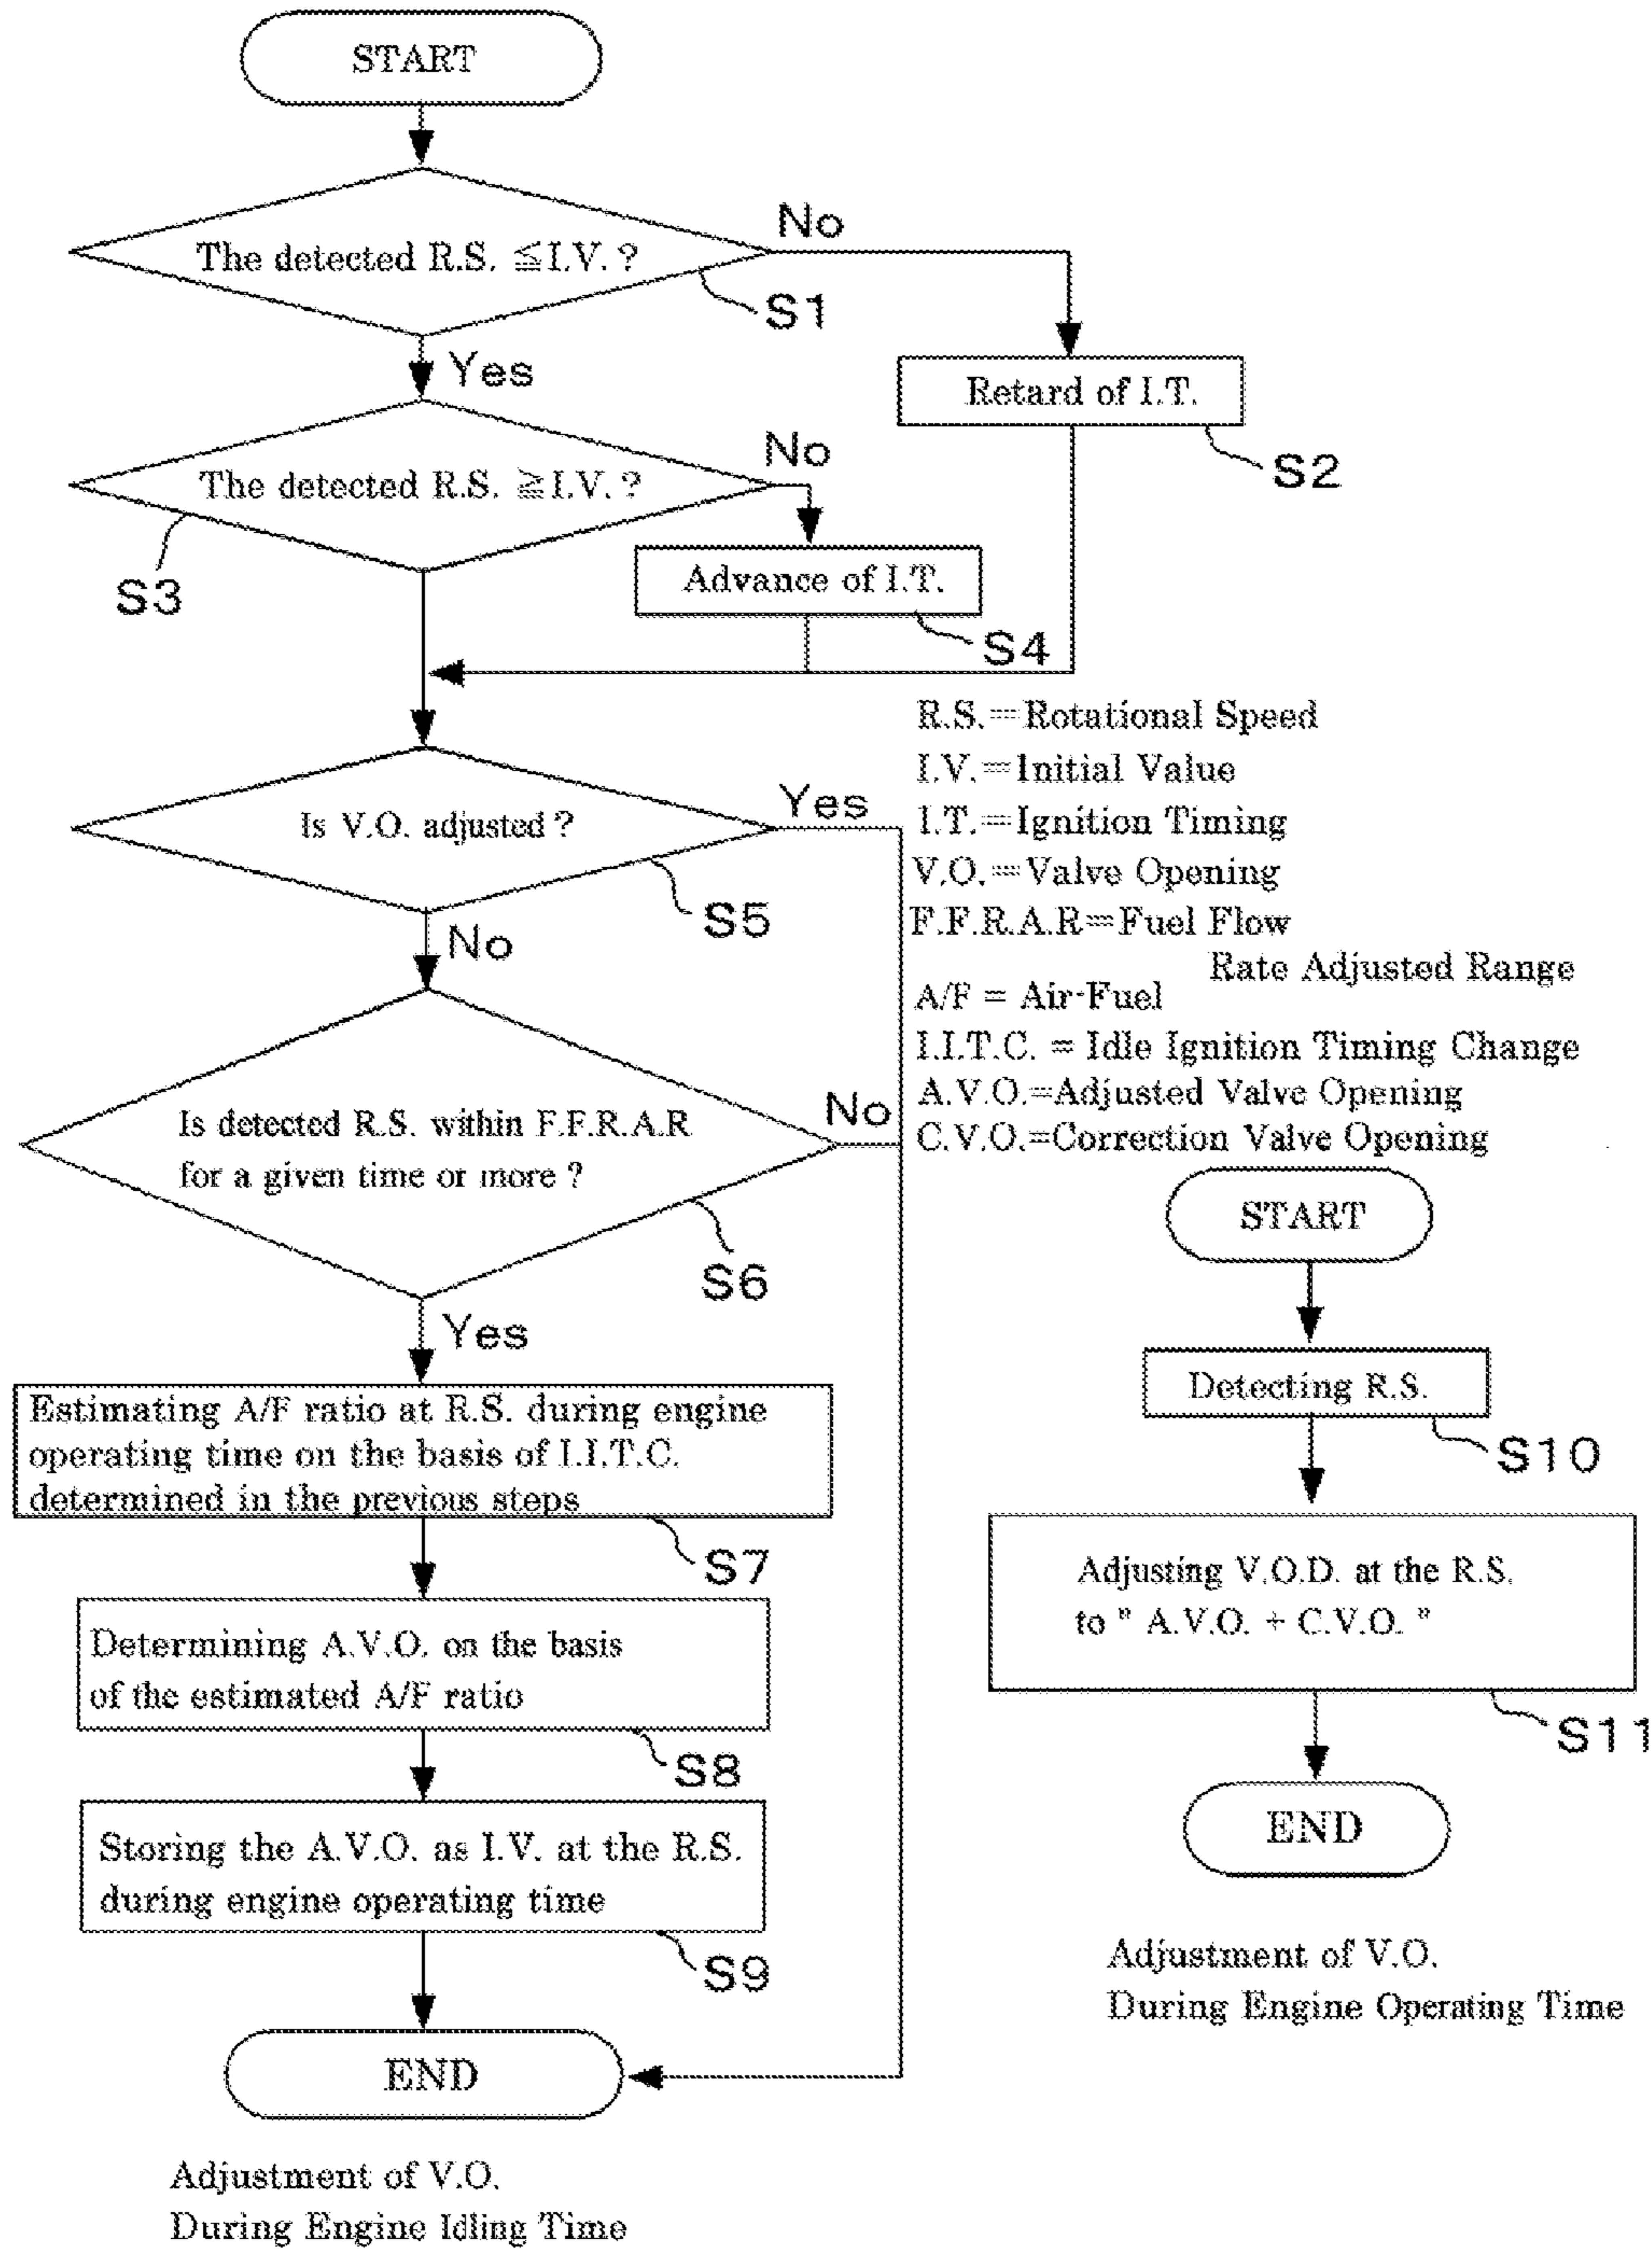 START
The detected R.S. ≦I.V. ?
No
S1
Yes
Retard of I.T.
S2
The detected R.S. ≧I.V. ?
No
S3
Advance of I.T.
S4
Is V.O. adjusted ?
Yes
S5
No
Is detected R.S. within F.F.R.A.R
for a given time or more ?
No
S6
Yes
Estimating A/F ratio at R.S. during engine
operating time on the basis of I.I.T.C.
determined in the previous steps
S7
Determining A.V.O. on the basis
of the estimated A/F ratio
S8
Storing the A.V.O. as I.V. at the R.S.
during engine operating time
S9
END
Adjustment of V.O.
During Engine Idling Time
R.S.=Rotational Speed
I.V.=Initial Value
I.T.=Ignition Timing
V.O.=Valve Opening
F.F.R.A.R=Fuel Flow
Rate Adjusted Range
A/F = Air-Fuel
I.I.T.C. = Idle Ignition Timing Change
A.V.O.=Adjusted Valve Opening
C.V.O.=Correction Valve Opening
START
Detecting R.S.
S10
Adjusting V.O.D. at the R.S.
to " A.V.O. + C.V.O. "
S11
END
Adjustment of V.O.
During Engine Operating Time